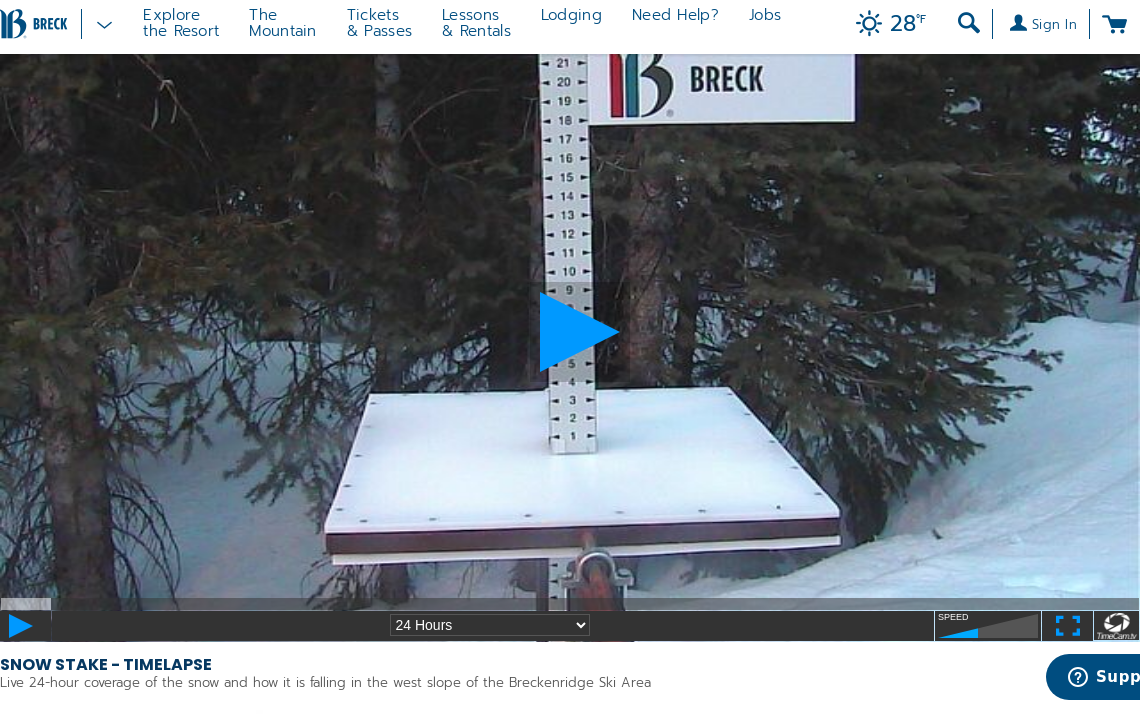 BRECK
Explore
the Resort
The
Mountain
Tickets
& Passes
Lessons
& Rentals
Lodging
Need Help?
Jobs
28°F
Sign In
21
20
19
18
17
16
15
14
13
12
11
10
9
5
4
3
2
1
BRECK
®
24 Hours
SPEED
TimeCam.tv
SNOW STAKE - TIMELAPSE
Live 24-hour coverage of the snow and how it is falling in the west slope of the Breckenridge Ski Area
Supp